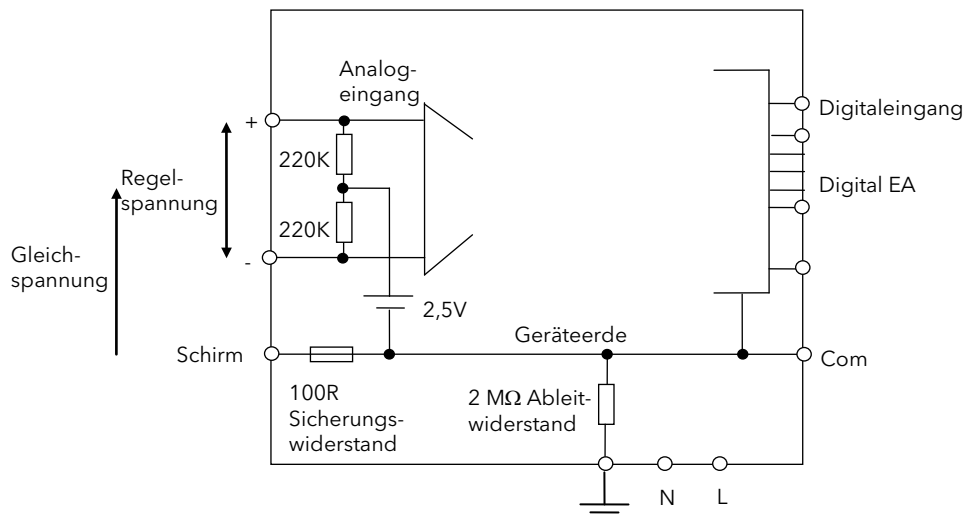 Analog-
eingang
+
220K
Regel-
spannung
220K
Gleich-
spannung
-
2,5V
Schirm
Geräteerde
100R
Sicherungs-
widerstand
2 MΩ Ableit-
widerstand
Digitaleingang
Digital EA
Com
N
L